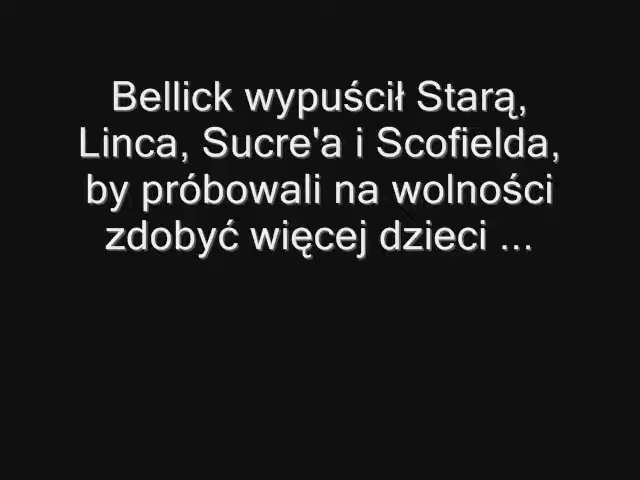 Bellick wypuścił Starą,
Linca, Sucre'a i Scofielda,
by próbowali na wolności
zdobyć więcej dzieci ...